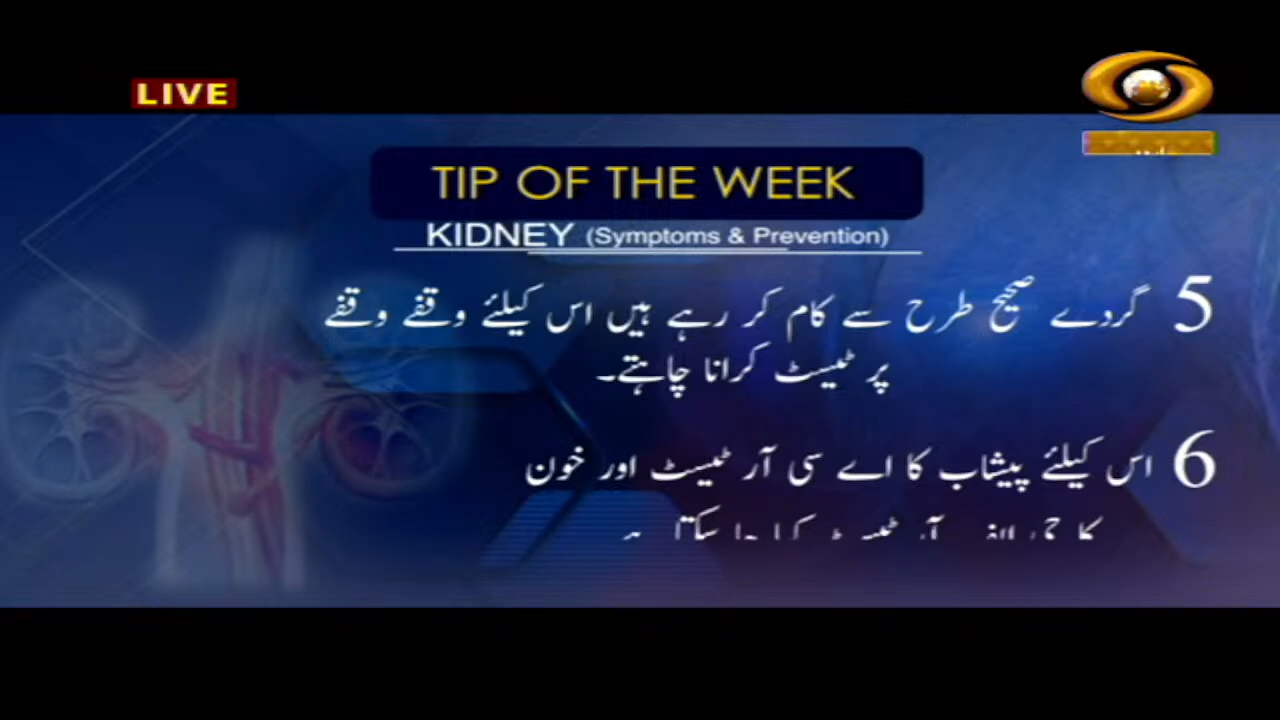 LIVE
TIP OF THE WEEK
KIDNEY (Symptoms & Prevention)
5 گردے صحیح طرح سے کام کر رہے ہیں اس کیلئے وقفے وقفے
پر ٹیسٹ کرانا چاہتے۔
6 اس کیلئے پیشاب کا اے سی آر ٹیسٹ اور خون